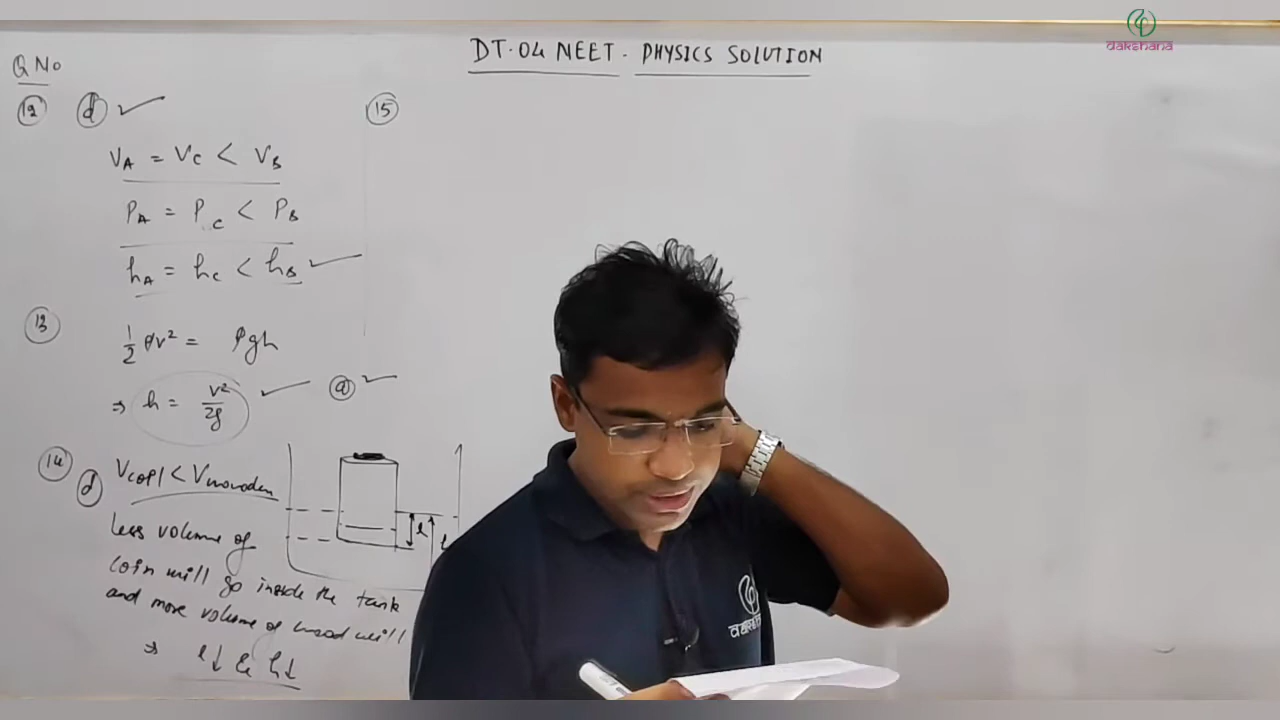 dakshana
DT.04 NEET - PHYSICS SOLUTION
Q No
12 d ✓
V_A = V_C < V_B
P_A = P_C < P_B
h_A = h_C < h_B ✓
13
1/2 ρv² = ρgh
⇒ h = v²/2g ✓ a ✓
14 d
less volume of
coin will go inside the tank
and more volume of wood will
⇒ l↓ & h↓
l
15
dakshana